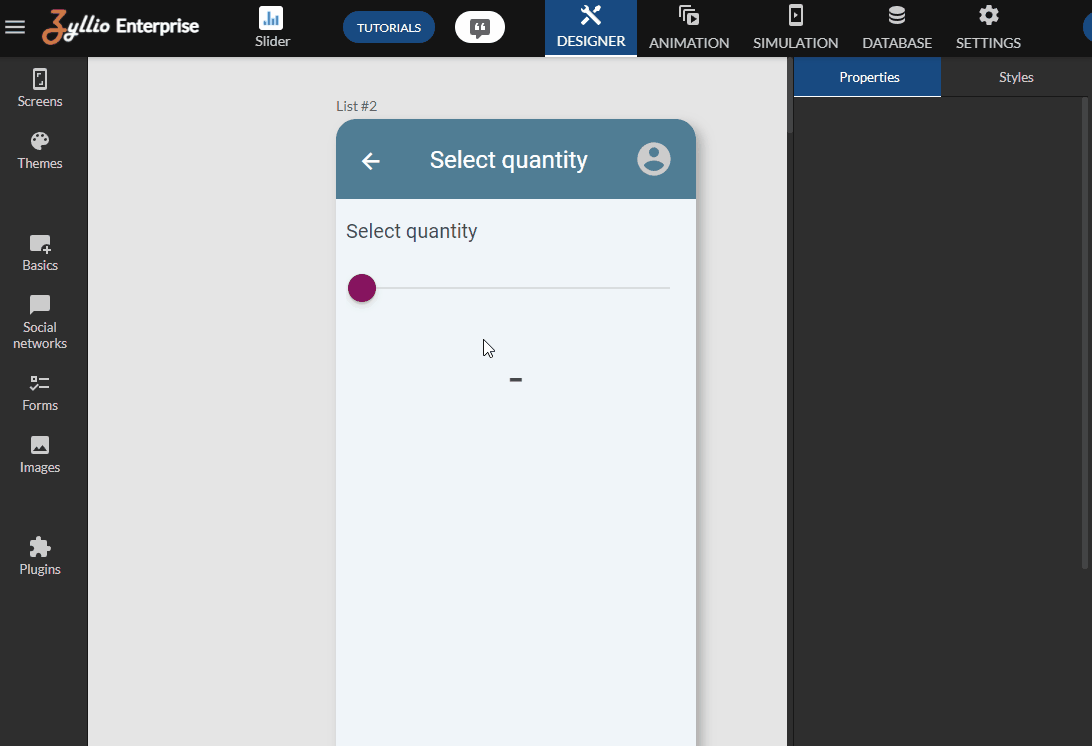 Zyllio Enterprise
Slider
TUTORIALS
DESIGNER
ANIMATION
SIMULATION
DATABASE
SETTINGS
Screens
Themes
Basics
Social
networks
Forms
Images
Plugins
List #2
Select quantity
Select quantity
-
Properties
Styles